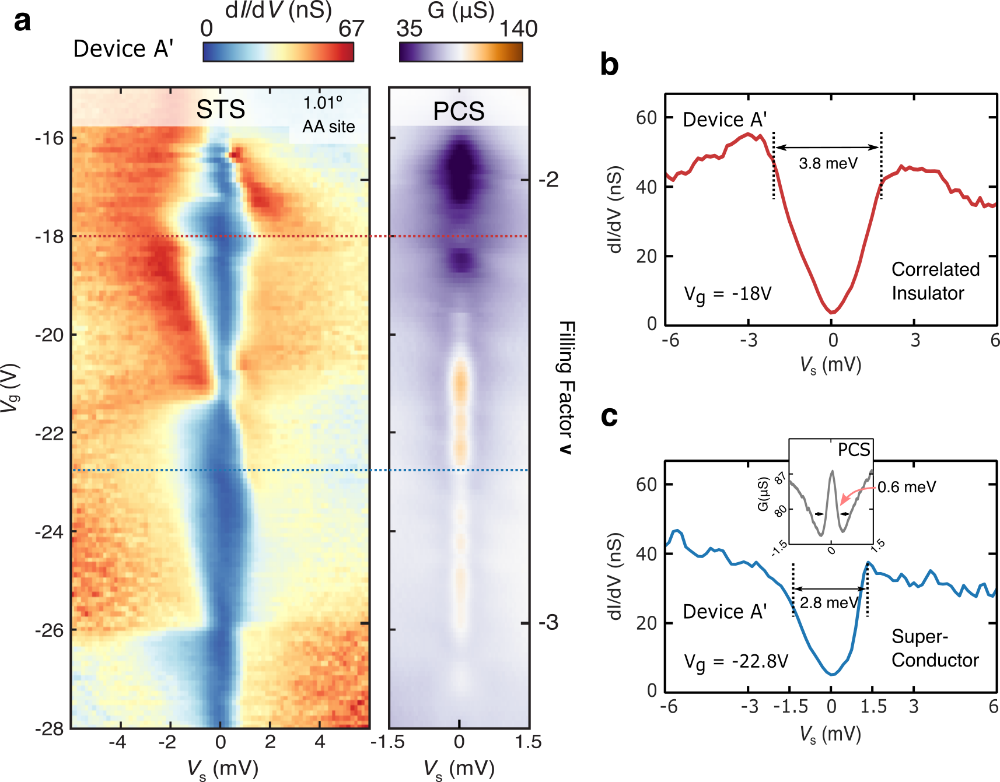 a
dI/dV (nS)
0 67
G (µS)
35 140
Device A'
STS
1.01º
AA site
PCS
-16
-18
-20
-22
-24
-26
-28
Vg (V)
-4 -2 0 2 4
Vs (mV)
-1.5 0 1.5
Vs (mV)
-2
-3
Filling Factor ν
b
Device A'
3.8 meV
Correlated
Insulator
Vg = -18V
60
40
20
0
dI/dV (nS)
-6 -3 0 3 6
Vs (mV)
c
PCS
87
80
G(µS)
-1.5 0 1.5
0.6 meV
2.8 meV
Device A'
Vg = -22.8V
Super-
Conductor
60
40
20
0
dI/dV (nS)
-6 -3 -1.5 0 1.5 3 6
Vs (mV)